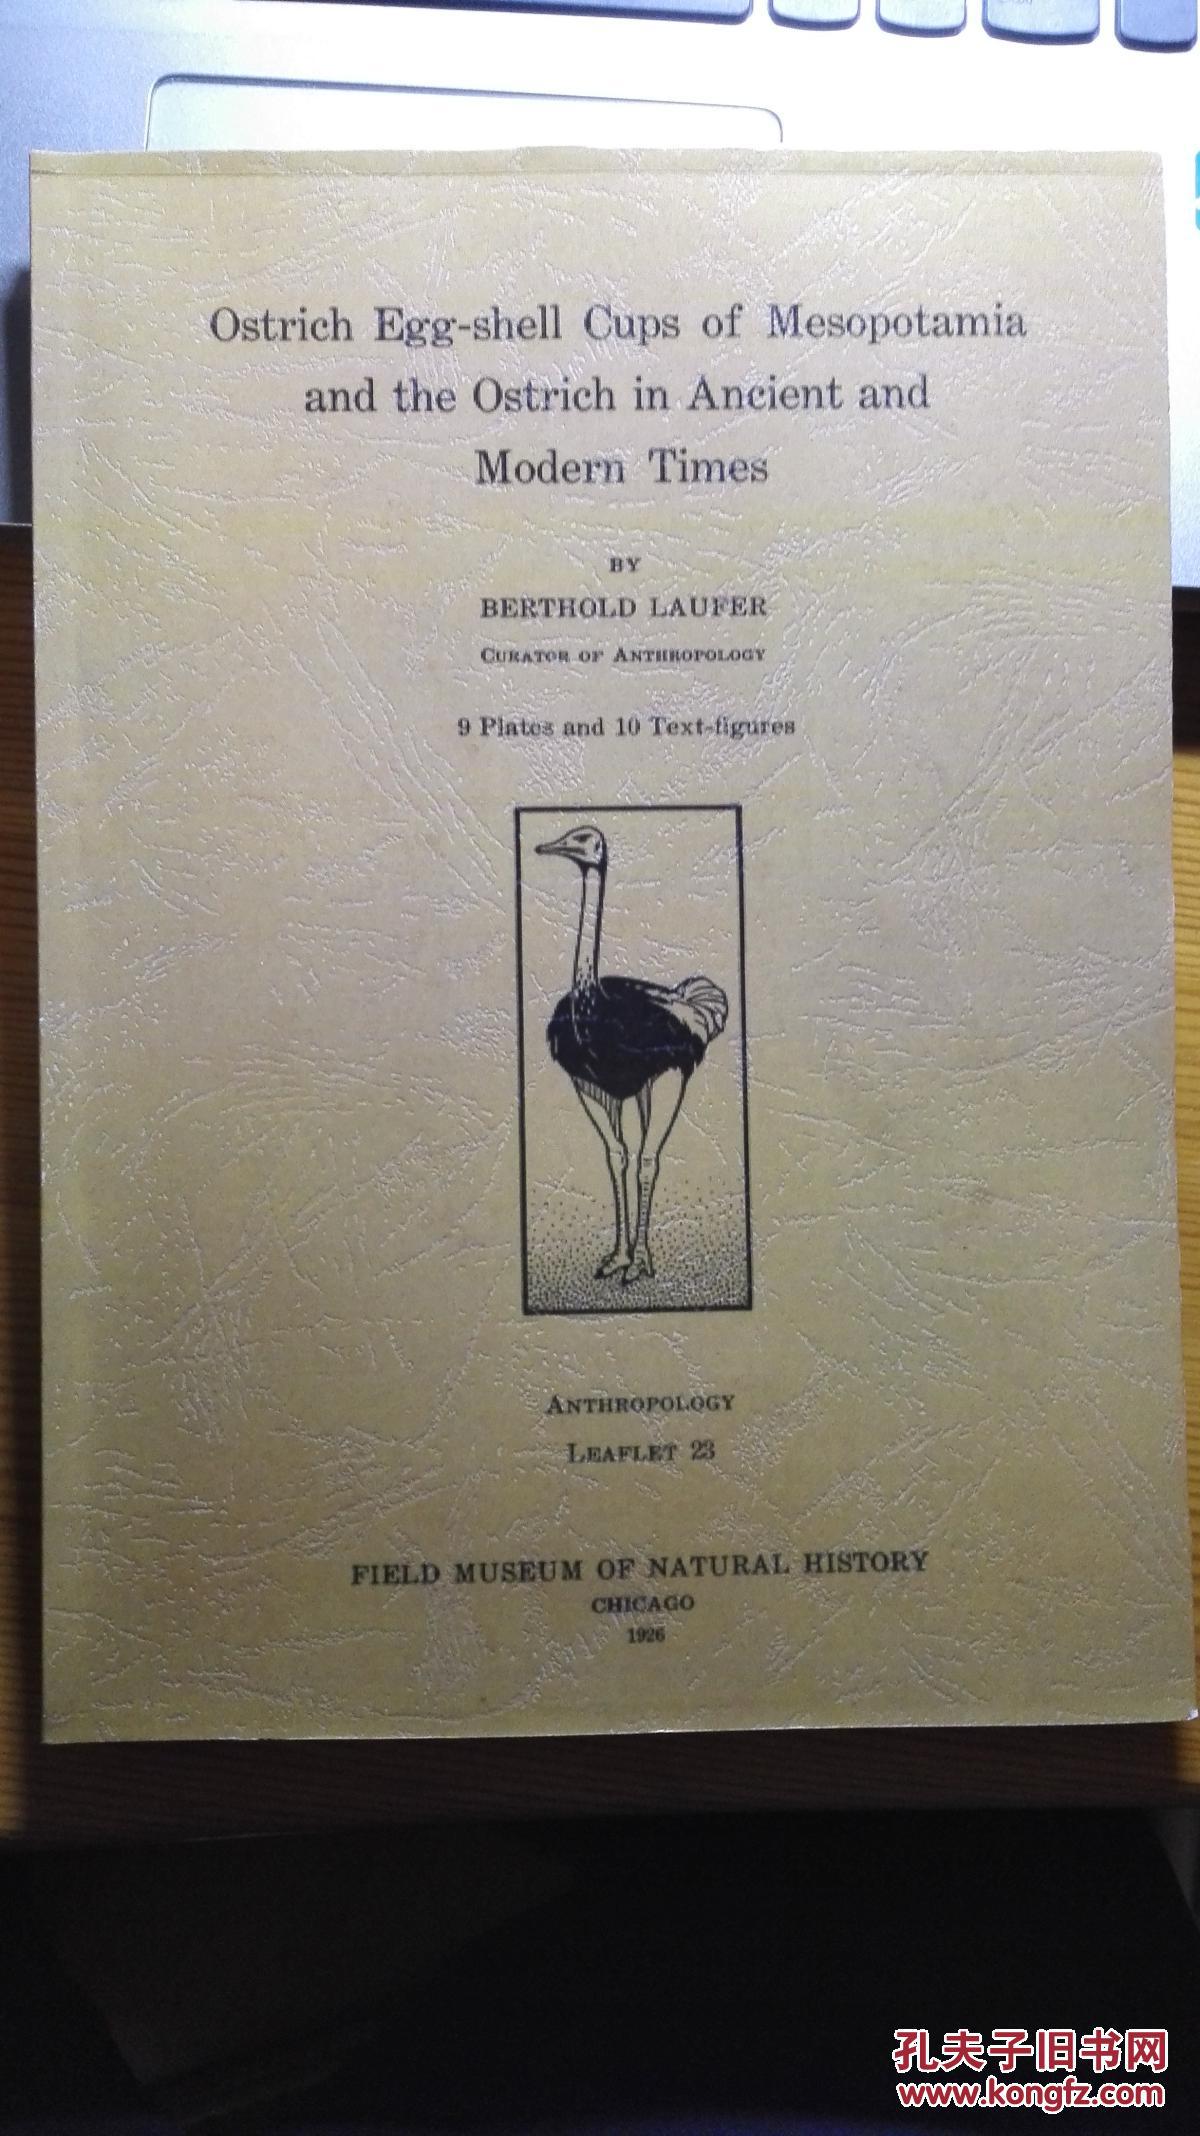 Ostrich Egg-shell Cups of Mesopotamia
and the Ostrich in Ancient and
Modern Times
BY
BERTHOLD LAUFER
CURATOR OF ANTHROPOLOGY
9 Plates and 10 Text-figures
ANTHROPOLOGY
LEAFLET 23
FIELD MUSEUM OF NATURAL HISTORY
CHICAGO
1926
孔夫子旧书网
www.kongfz.com